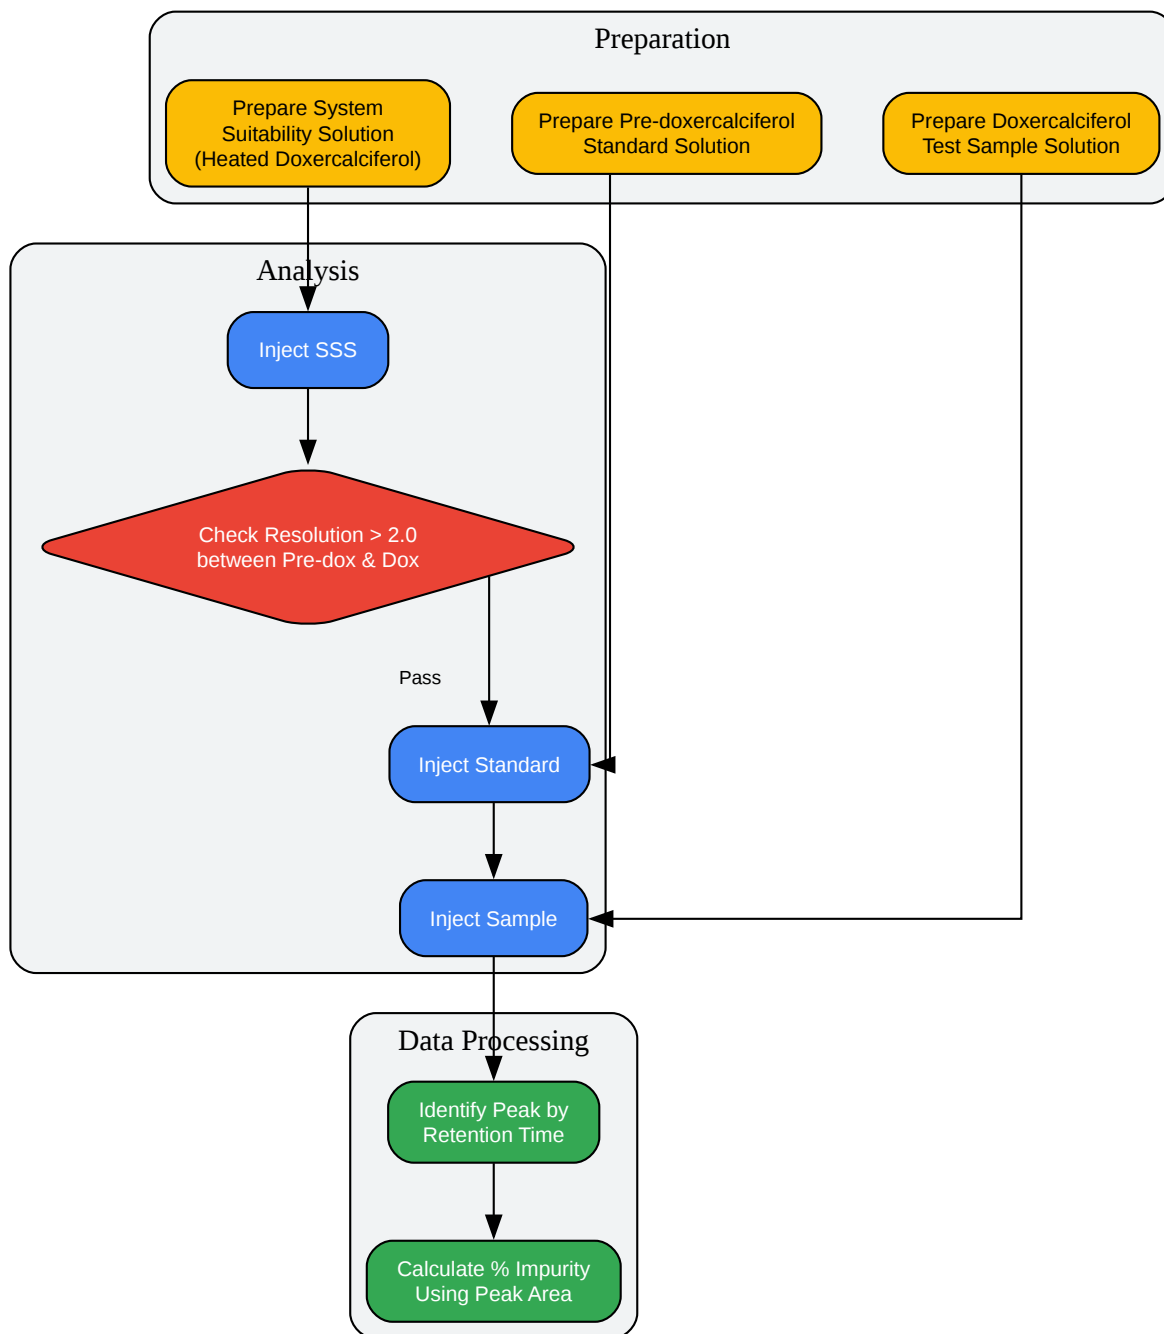 Preparation
Prepare System
Suitability Solution
(Heated Doxercalciferol)
Prepare Pre-doxercalciferol
Standard Solution
Prepare Doxercalciferol
Test Sample Solution
Analysis
Inject SSS
Check Resolution > 2.0
between Pre-dox & Dox
Pass
Inject Standard
Inject Sample
Data Processing
Identify Peak by
Retention Time
Calculate % Impurity
Using Peak Area